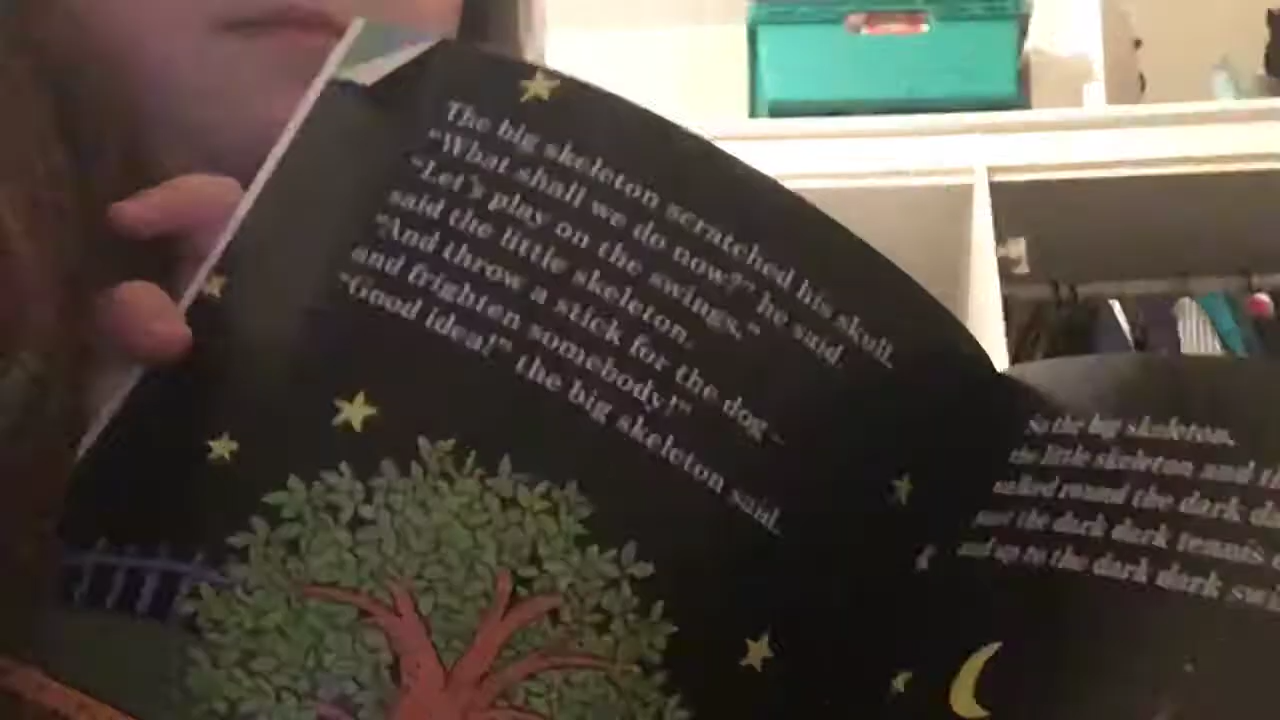 The big skeleton scratched his skull.
"What shall we do now?" he said.
"Let's play on the swings,"
said the little skeleton.
"And throw a stick for the dog–
and frighten somebody!"
"Good idea!" the big skeleton said.
So the big skeleton,
the little skeleton and
walked round the dark
past the dark dark tennis
and up to the dark dark